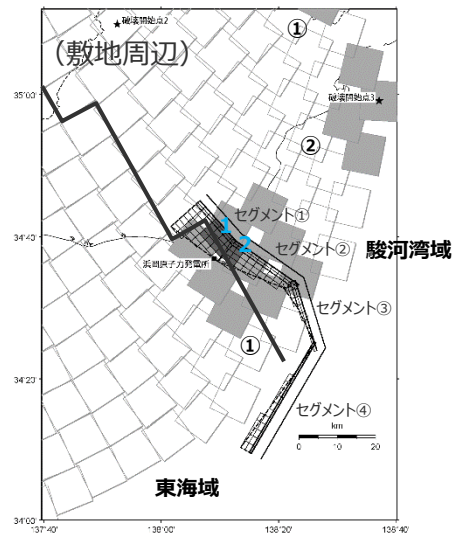 破壊開始点2
①
(敷地周辺)
35°00'
破壊開始点3
②
セグメント①
1
2
セグメント②
34°40'
駿河湾域
浜岡原子力発電所
セグメント③
①
34°20'
セグメント④
km
0 10 20
東海域
34°00'
137°40' 138°00' 138°20' 138°40'